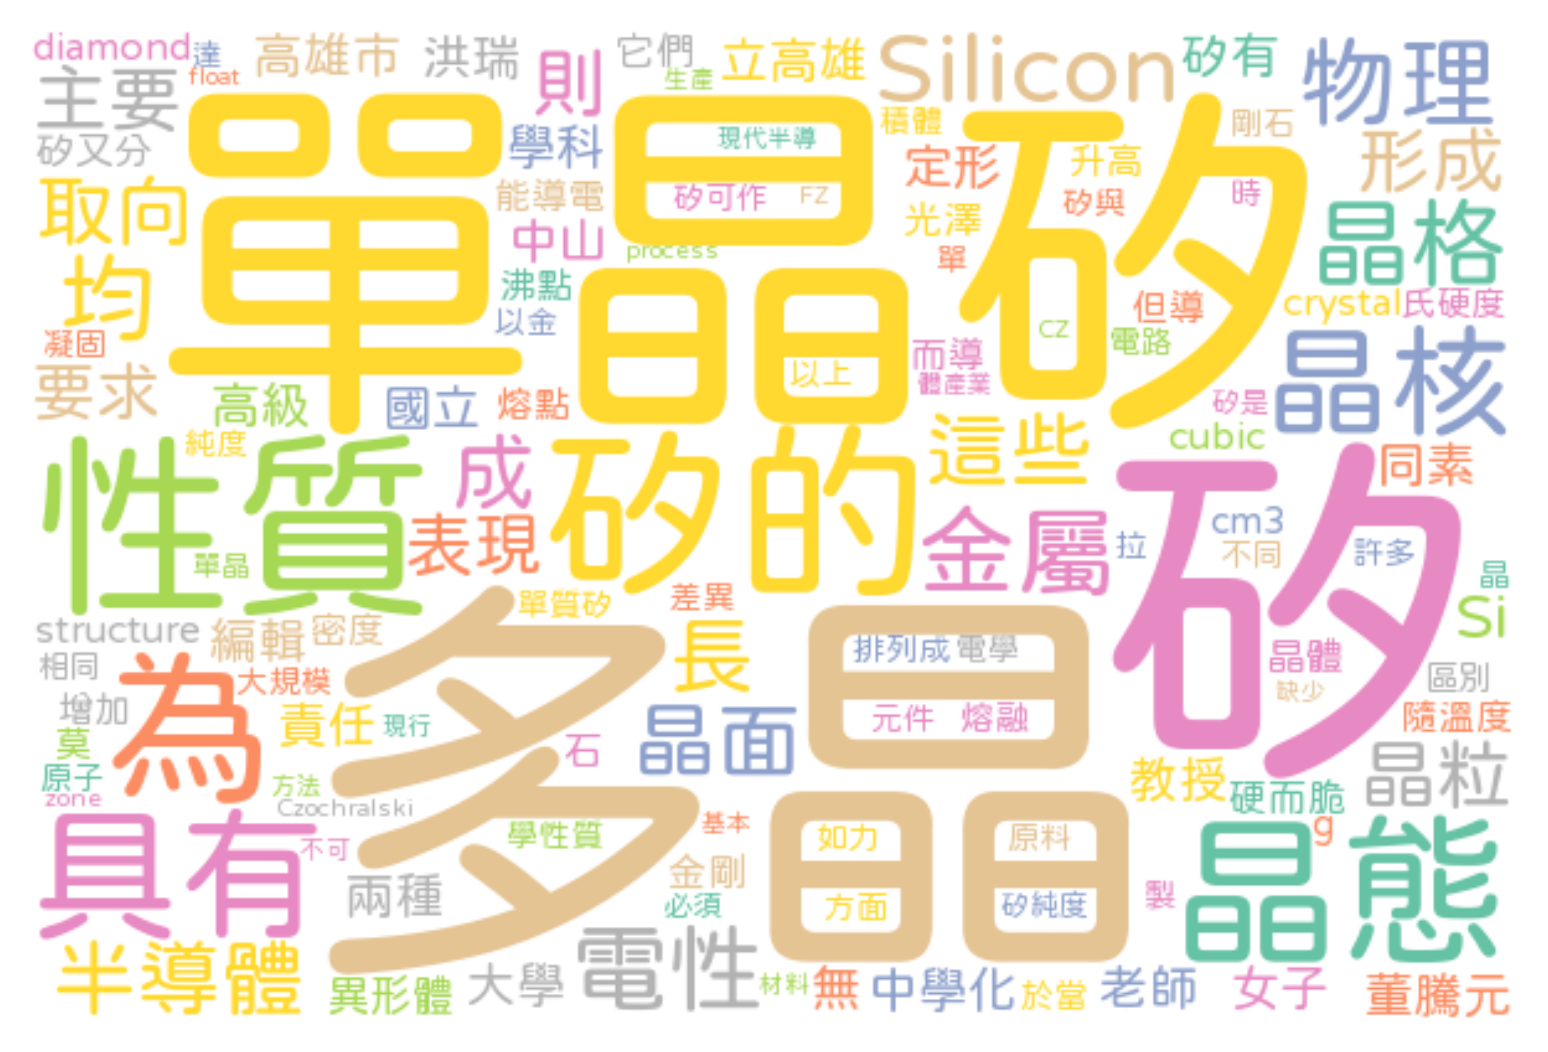 diamond
達
高雄市
洪瑞
則
它們
立高雄
Silicon
矽有
物理
主要
float
生產
單晶矽
積體
剛石
矽又分
學科
現代半導
定形
升高
形成
取向
能導電
矽可作
FZ
光澤
矽與
時
晶格
中山
process
單
均
沸點
但導
crystal
氏硬度
凝固
以金
CZ
電路
而導
晶核
要求
以上
體產業
高級
國立
熔點
矽是
純度
成
矽的
這些
cubic
矽
同素
性質
表現
金屬
拉
cm3
不同
許多
單晶
晶
structure
編輯
密度
單質矽
差異
Si
相同
為
大規模
多晶
長
排列成
電學
晶體
區別
增加
責任
現行
缺少
莫
石
晶面
元件
熔融
隨溫度
原子
方法
教授
硬而脆
晶粒
zone
Czochralski
具有
不可
學性質
基本
如力
原料
g
晶態
兩種
金剛
必須
方面
矽純度
製
半導體
異形體
大學
電性
材料
無
中學化
於當
老師
女子
董騰元